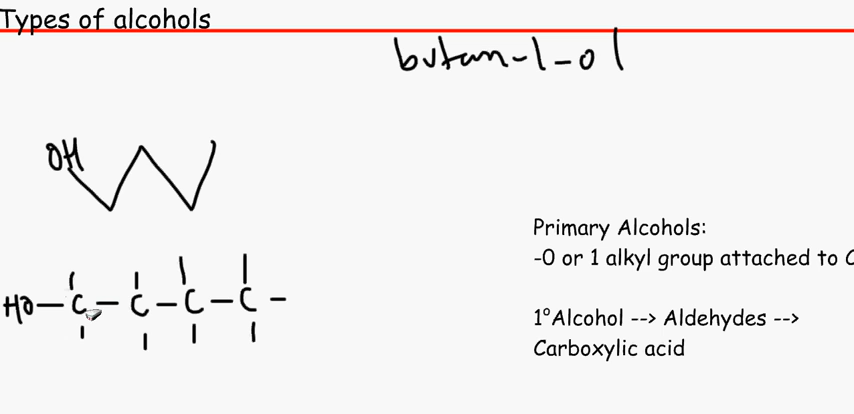 Types of alcohols
butan-1-ol
OH
Primary Alcohols:
-0 or 1 alkyl group attached to C
HO-C-C-C-C-
1°Alcohol --> Aldehydes -->
Carboxylic acid